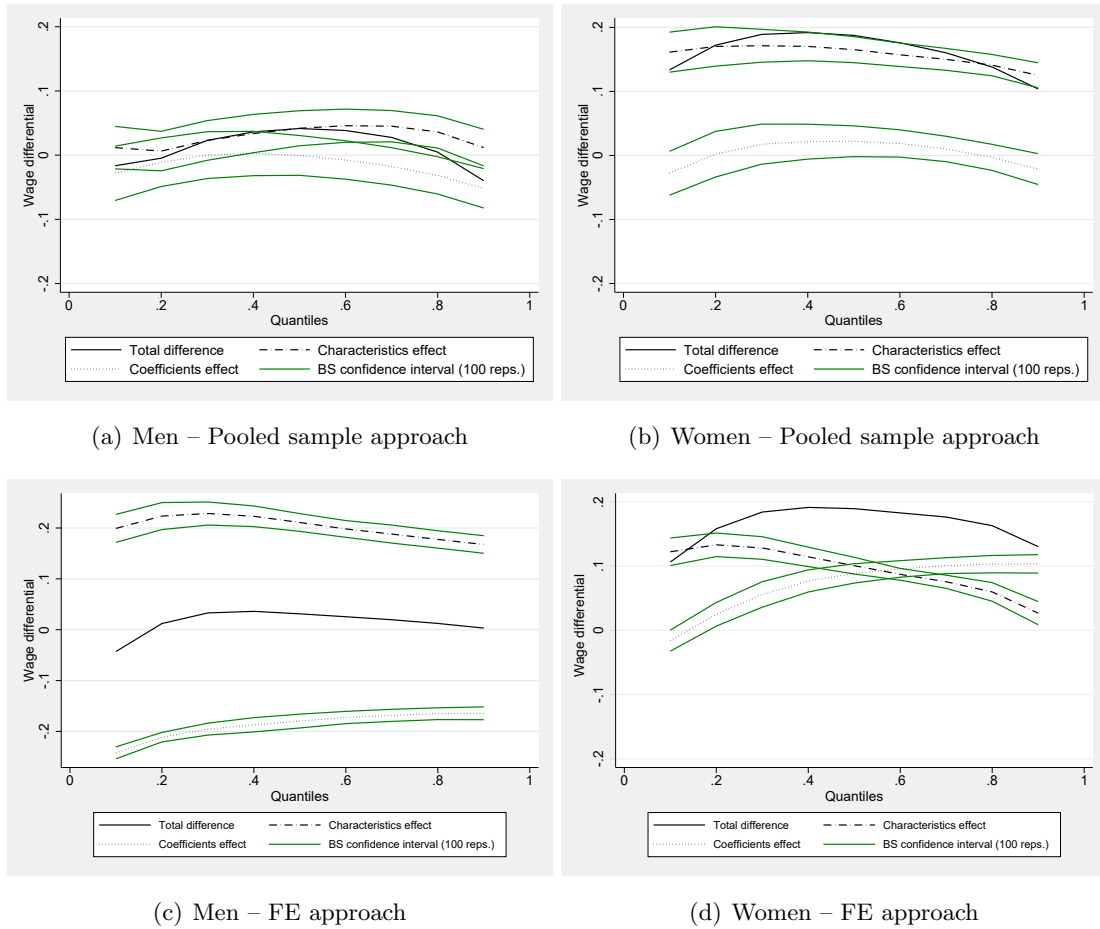 Wage differential
.2
.1
0
-.1
-.2
0 .2 .4 .6 .8 1
Quantiles
Total difference Characteristics effect
Coefficients effect BS confidence interval (100 reps.)
(a) Men – Pooled sample approach
Wage differential
.2
.1
0
-.1
-.2
0 .2 .4 .6 .8 1
Quantiles
Total difference Characteristics effect
Coefficients effect BS confidence interval (100 reps.)
(b) Women – Pooled sample approach
Wage differential
.2
.1
0
-.1
-.2
0 .2 .4 .6 .8 1
Quantiles
Total difference Characteristics effect
Coefficients effect BS confidence interval (100 reps.)
(c) Men – FE approach
Wage differential
.2
.1
0
-.1
-.2
0 .2 .4 .6 .8 1
Quantiles
Total difference Characteristics effect
Coefficients effect BS confidence interval (100 reps.)
(d) Women – FE approach